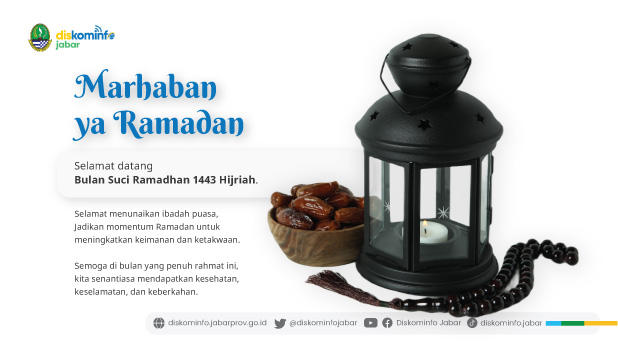 diskominfo
jabar
Marhaban
ya Ramadan
Selamat datang
Bulan Suci Ramadhan 1443 Hijriah.
Selamat menunaikan ibadah puasa,
Jadikan momentum Ramadan untuk
meningkatkan keimanan dan ketakwaan.
Semoga di bulan yang penuh rahmat ini,
kita senantiasa mendapatkan kesehatan,
keselamatan, dan keberkahan.
diskominfo.jabarprov.go.id @diskominfojabar Diskominfo Jabar diskominfo.jabar